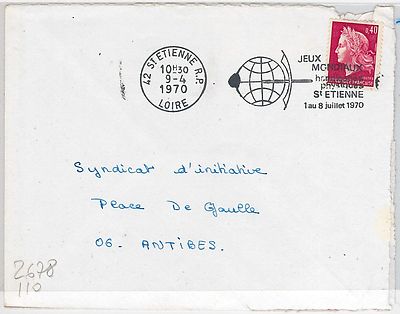 42 ST ETIENNE R.P.
10H30
9-4
1970
LOIRE
JEUX
MONDIAUX
physiques
ST ETIENNE
1 au 8 juillet 1970
0,40
Syndicat d'initiative
Place De Gaulle
06. ANTIBES.
2678
110